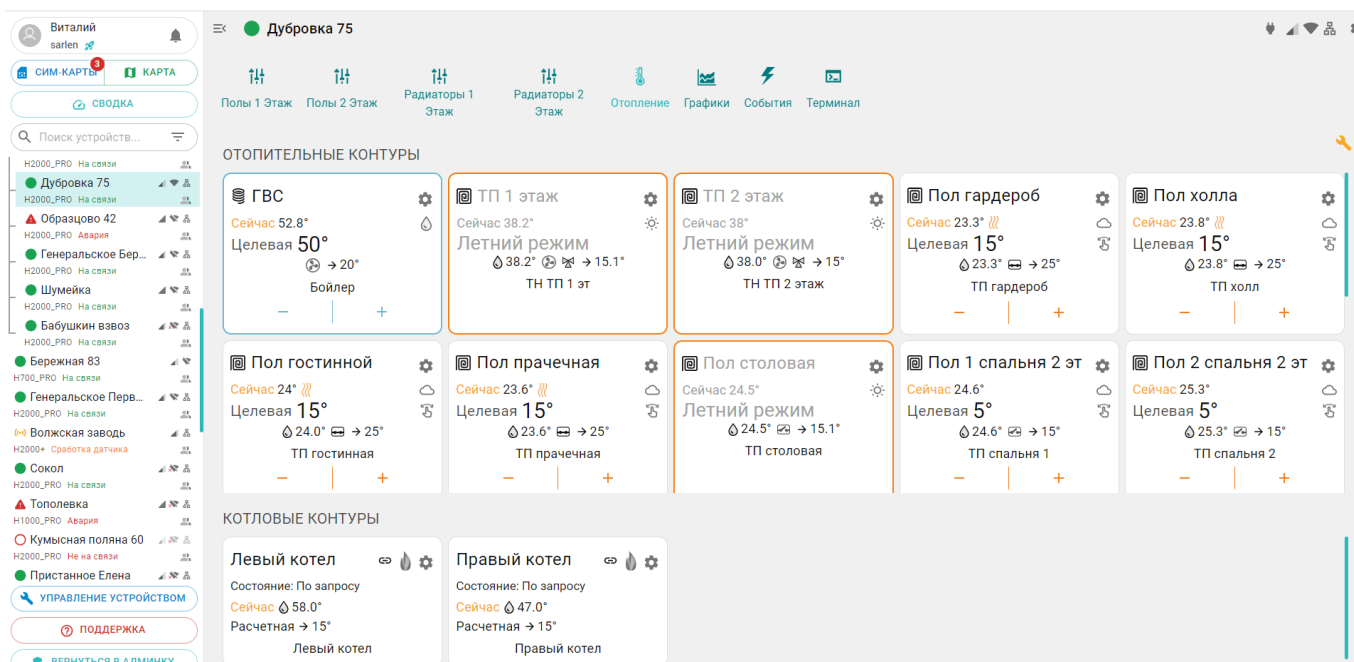 Виталий
sarlen
СИМ-КАРТЫ 3 КАРТА
СВОДКА
Поиск устройств...
H2000_PRO На связи
Дубровка 75
H2000_PRO На связи
Образцово 42
H2000_PRO Авария
Генеральское Бер...
H2000_PRO На связи
Шумейка
H2000_PRO На связи
Бабушкин взвоз
H2000_PRO На связи
Бережная 83
H700_PRO На связи
Генеральское Перв...
H2000_PRO На связи
Волжская заводь
H2000+ Сработка датчика
Сокол
H2000_PRO На связи
Тополевка
H1000_PRO Авария
Кумысная поляна 60
H2000_PRO Не на связи
Пристанное Елена
УПРАВЛЕНИЕ УСТРОЙСТВОМ
ПОДДЕРЖКА
ВЕРНУТЬСЯ В АДМИНКУ
Дубровка 75
Полы 1 Этаж
Полы 2 Этаж
Радиаторы 1
Этаж
Радиаторы 2
Этаж
Отопление
Графики
События
Терминал
ОТОПИТЕЛЬНЫЕ КОНТУРЫ
ГВС
Сейчас 52.8°
Целевая 50°
→ 20°
Бойлер
− +
ТП 1 этаж
Сейчас 38.2°
Летний режим
38.2° → 15.1°
ТН ТП 1 эт
ТП 2 этаж
Сейчас 38°
Летний режим
38.0° → 15°
ТН ТП 2 этаж
Пол гардероб
Сейчас 23.3°
Целевая 15°
23.3° → 25°
ТП гардероб
− +
Пол холла
Сейчас 23.8°
Целевая 15°
23.8° → 25°
ТП холл
− +
Пол гостинной
Сейчас 24°
Целевая 15°
24.0° → 25°
ТП гостинная
− +
Пол прачечная
Сейчас 23.6°
Целевая 15°
23.6° → 25°
ТП прачечная
− +
Пол столовая
Сейчас 24.5°
Летний режим
24.5° → 15.1°
ТП столовая
Пол 1 спальня 2 эт
Сейчас 24.6°
Целевая 5°
24.6° → 15°
ТП спальня 1
− +
Пол 2 спальня 2 эт
Сейчас 25.3°
Целевая 5°
25.3° → 15°
ТП спальня 2
− +
КОТЛОВЫЕ КОНТУРЫ
Левый котел
Состояние: По запросу
Сейчас 58.0°
Расчетная → 15°
Левый котел
Правый котел
Состояние: По запросу
Сейчас 47.0°
Расчетная → 15°
Правый котел